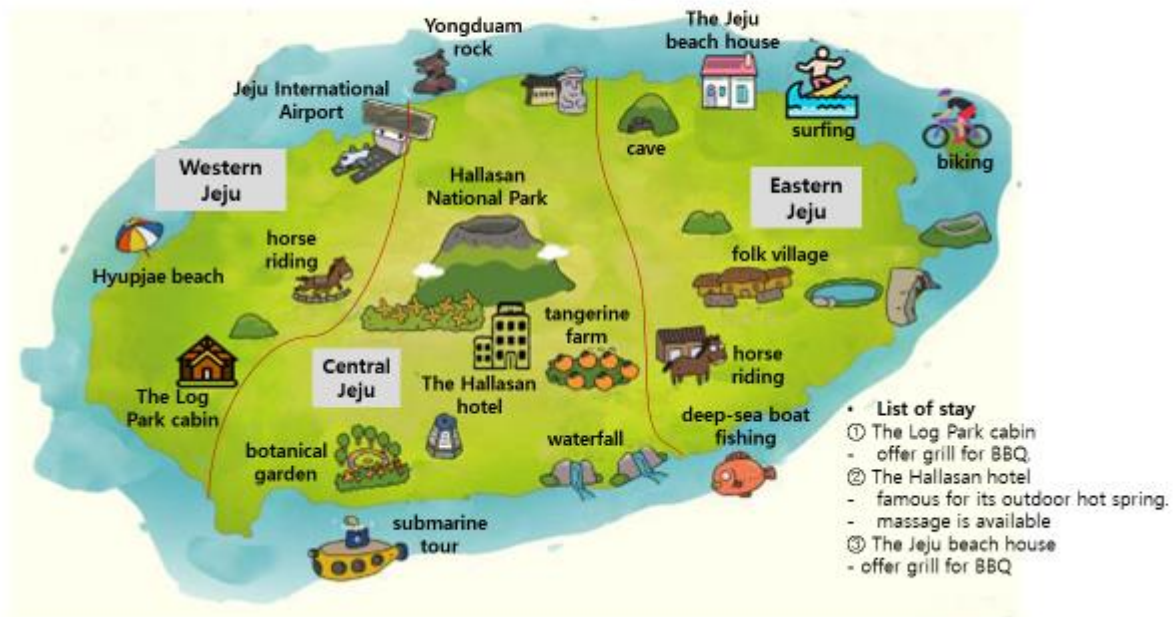 Yongduam
rock
The Jeju
beach house
Jeju International
Airport
surfing
cave
biking
Western
Jeju
Hallasan
National Park
Eastern
Jeju
horse
riding
folk village
Hyupjae beach
tangerine
farm
Central
Jeju
The Hallasan
hotel
horse
riding
The Log
Park cabin
deep-sea boat
fishing
waterfall
botanical
garden
submarine
tour
• List of stay
① The Log Park cabin
- offer grill for BBQ.
② The Hallasan hotel
- famous for its outdoor hot spring.
- massage is available
③ The Jeju beach house
- offer grill for BBQ